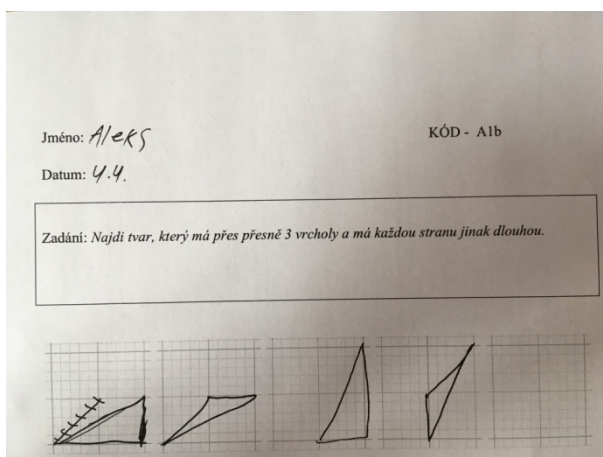 Jméno: Aleks
KÓD - A1b
Datum: 4.4.
Zadání: Najdi tvar, který má přes přesně 3 vrcholy a má každou stranu jinak dlouhou.